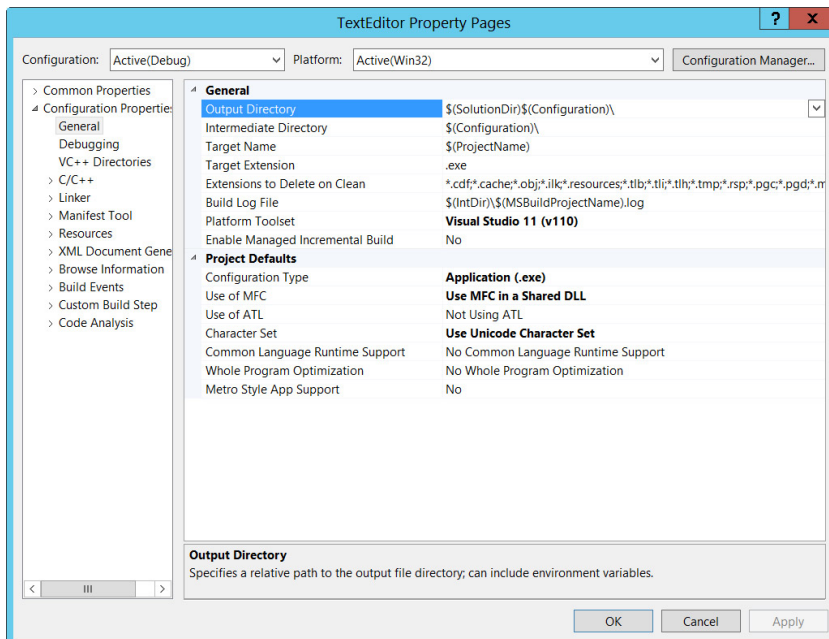 TextEditor Property Pages
? X
Configuration: Active(Debug) Platform: Active(Win32) Configuration Manager...
Common Properties
Configuration Properties
General
Debugging
VC++ Directories
C/C++
Linker
Manifest Tool
Resources
XML Document Gene
Browse Information
Build Events
Custom Build Step
Code Analysis
General
Output Directory $(SolutionDir)$(Configuration)\
Intermediate Directory $(Configuration)\
Target Name $(ProjectName)
Target Extension .exe
Extensions to Delete on Clean *.cdf;*.cache;*.obj;*.ilk;*.resources;*.tlb;*.tli;*.tlh;*.tmp;*.rsp;*.pgc;*.pgd;*.m
Build Log File $(IntDir)\$(MSBuildProjectName).log
Platform Toolset Visual Studio 11 (v110)
Enable Managed Incremental Build No
Project Defaults
Configuration Type Application (.exe)
Use of MFC Use MFC in a Shared DLL
Use of ATL Not Using ATL
Character Set Use Unicode Character Set
Common Language Runtime Support No Common Language Runtime Support
Whole Program Optimization No Whole Program Optimization
Metro Style App Support No
Output Directory
Specifies a relative path to the output file directory; can include environment variables.
OK Cancel Apply